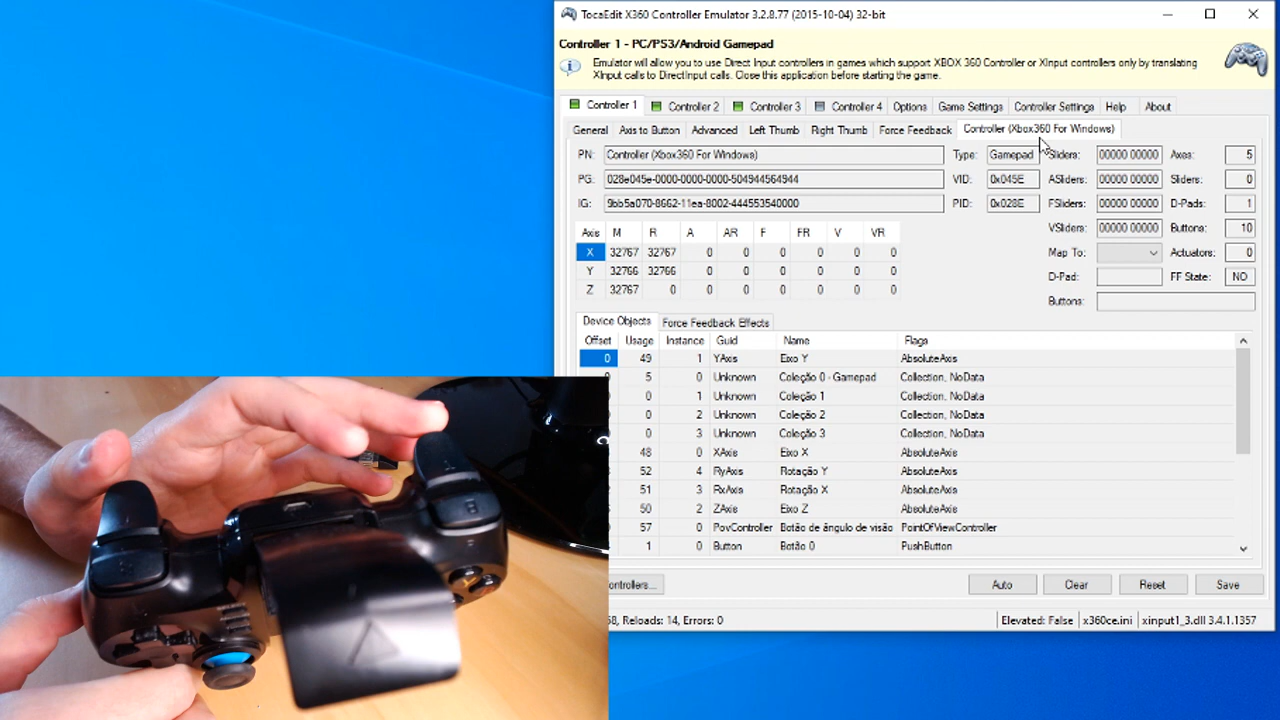 TocaEdit X360 Controller Emulator 3.2.8.77 (2015-10-04) 32-bit
Controller 1 - PC/PS3/Android Gamepad
Emulator will allow you to use Direct Input controllers in games which support XBOX 360 Controller or XInput controllers only by translating
XInput calls to DirectInput calls. Close this application before starting the game.
Controller 1 Controller 2 Controller 3 Controller 4 Options Game Settings Controller Settings Help About
General Axis to Button Advanced Left Thumb Right Thumb Force Feedback Controller (Xbox360 For Windows)
PN: Controller (Xbox360 For Windows) Type: Gamepad Sliders: 00000 00000 Axes: 5
PG: 028e045e-0000-0000-0000-504944564944 VID: 0x045E ASliders: 00000 00000 Sliders: 0
IG: 9bb5a070-8662-11ea-8002-444553540000 PID: 0x028E FSliders: 00000 00000 D-Pads: 1
VSliders: 00000 00000 Buttons: 10
Axis M R A AR F FR V VR
X 32767 32767 0 0 0 0 0 0 Map To: Actuators: 0
Y 32766 32766 0 0 0 0 0 0 D-Pad: FF State: NO
Z 32767 0 0 0 0 0 0 0 Buttons:
Device Objects Force Feedback Effects
Offset Usage Instance Guid Name Flags
0 49 1 YAxis Eixo Y AbsoluteAxis
5 0 Unknown Coleção 0 - Gamepad Collection, NoData
0 1 Unknown Coleção 1 Collection, NoData
0 2 Unknown Coleção 2 Collection, NoData
0 3 Unknown Coleção 3 Collection, NoData
48 0 XAxis Eixo X AbsoluteAxis
52 4 RyAxis Rotação Y AbsoluteAxis
51 3 RxAxis Rotação X AbsoluteAxis
50 2 ZAxis Eixo Z AbsoluteAxis
57 0 PovController Botão de ângulo de visão PointOfViewController
1 0 Button Botão 0 PushButton
ontrollers... Auto Clear Reset Save
Reloads: 14, Errors: 0 Elevated: False x360ce.ini xinput1_3.dll 3.4.1.1357